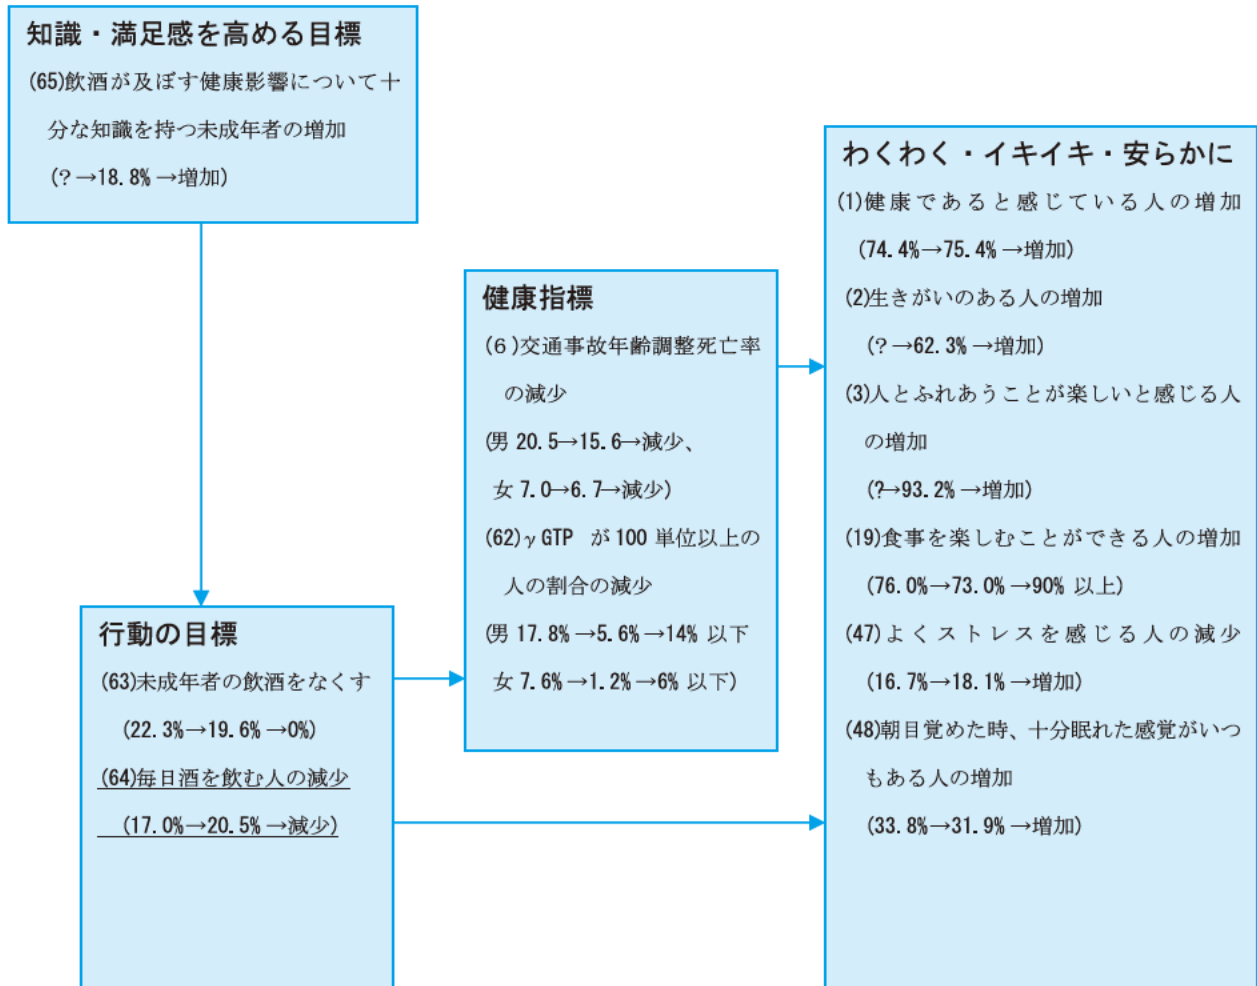 知識・満足感を高める目標
(65)飲酒が及ぼす健康影響について十
分な知識を持つ未成年者の増加
(?→18.8%→増加)
行動の目標
(63)未成年者の飲酒をなくす
(22.3%→19.6%→0%)
(64)毎日酒を飲む人の減少
(17.0%→20.5%→減少)
健康指標
(6)交通事故年齢調整死亡率
の減少
(男 20.5→15.6→減少、
女 7.0→6.7→減少)
(62)γGTP が 100 単位以上の
人の割合の減少
(男 17.8%→5.6%→14% 以下
女 7.6%→1.2%→6% 以下)
わくわく・イキイキ・安らかに
(1)健康であると感じている人の増加
(74.4%→75.4%→増加)
(2)生きがいのある人の増加
(?→62.3%→増加)
(3)人とふれあうことが楽しいと感じる人
の増加
(?→93.2%→増加)
(19)食事を楽しむことができる人の増加
(76.0%→73.0%→90% 以上)
(47)よくストレスを感じる人の減少
(16.7%→18.1%→増加)
(48)朝目覚めた時、十分眠れた感覚がいつ
もある人の増加
(33.8%→31.9%→増加)